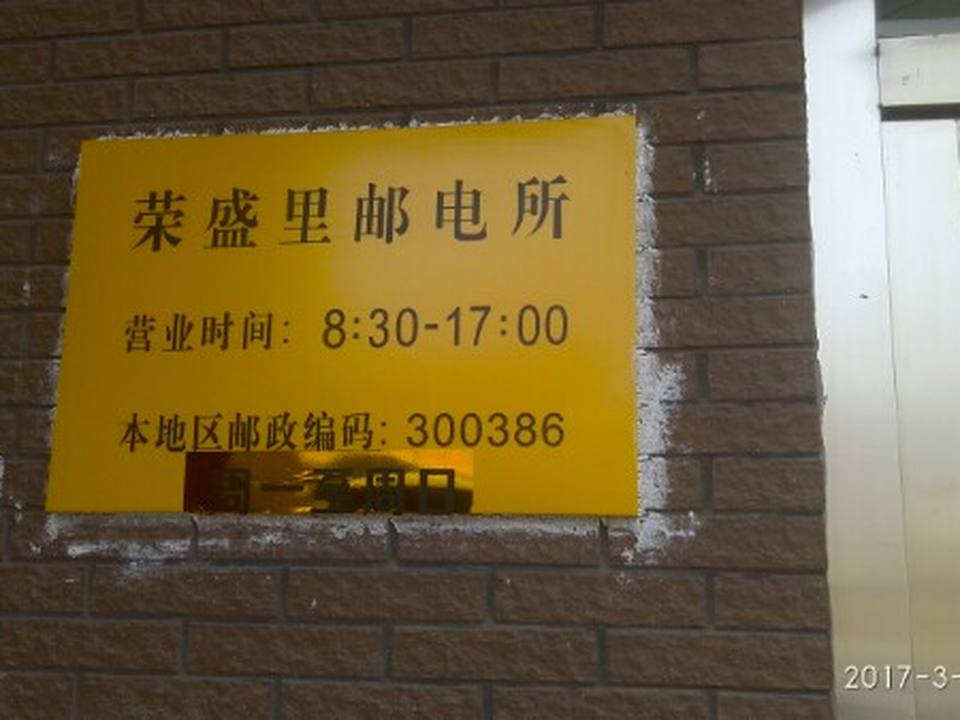 荣盛里邮电所
营业时间：8:30-17:00
本地区邮政编码：300386
周一至周日
2017-3-